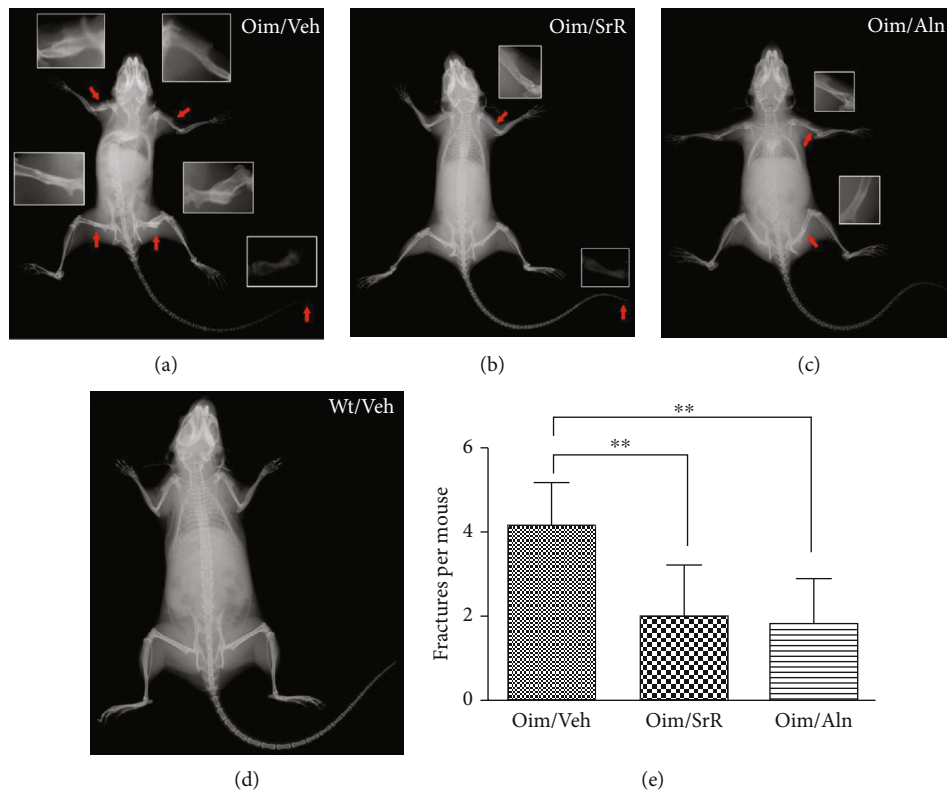 Oim/Veh
Oim/SrR
Oim/Aln
(a)
(b)
(c)
Wt/Veh
(d)
**
**
6
4
2
0
Fractures per mouse
Oim/Veh
Oim/SrR
Oim/Aln
(e)